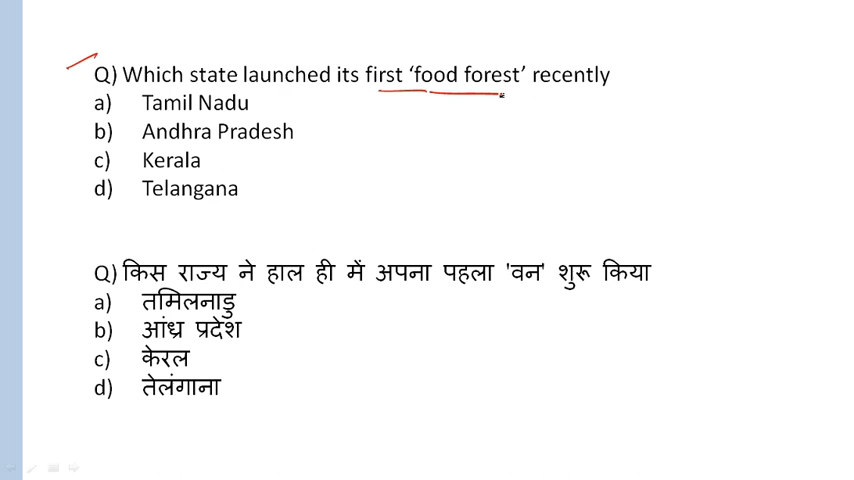 Q) Which state launched its first ‘food forest’ recently
a) Tamil Nadu
b) Andhra Pradesh
c) Kerala
d) Telangana
Q) किस राज्य ने हाल ही में अपना पहला 'वन' शुरू किया
a) तमिलनाडु
b) आंध्र प्रदेश
c) केरल
d) तेलंगाना